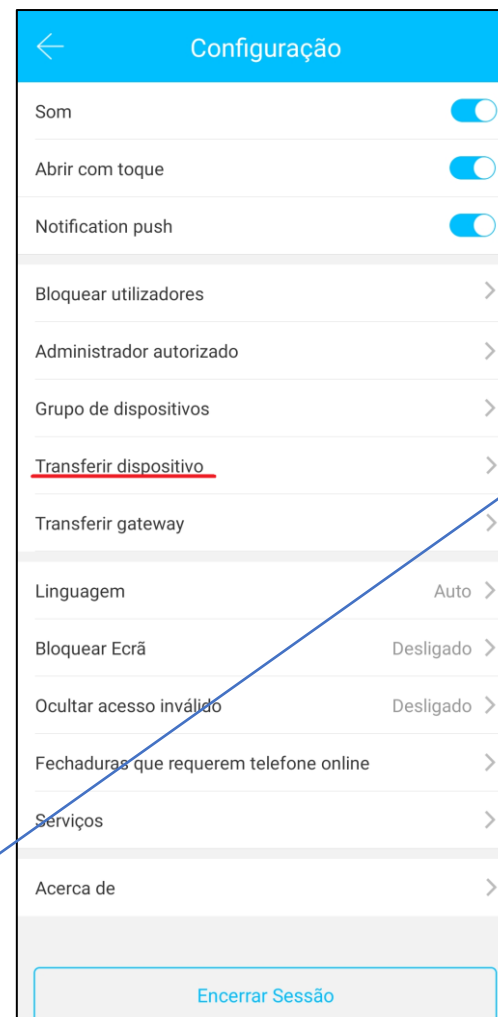 Configuração
Som
Abrir com toque
Notification push
Bloquear utilizadores
Administrador autorizado
Grupo de dispositivos
Transferir dispositivo
Transferir gateway
Linguagem Auto
Bloquear Ecrã Desligado
Ocultar acesso inválido Desligado
Fechaduras que requerem telefone online
Serviços
Acerca de
Encerrar Sessão